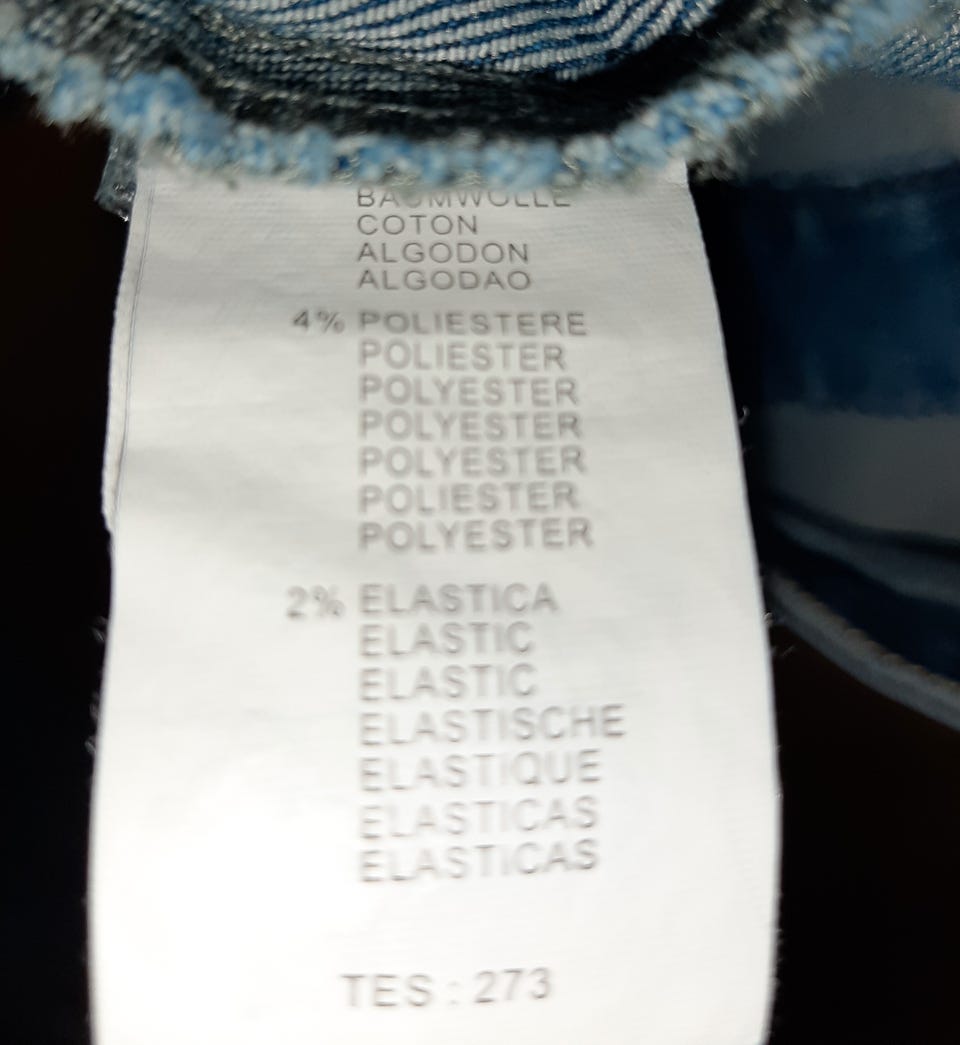 BAUMWOLLE
COTON
ALGODON
ALGODAO
4% POLIESTERE
POLIESTER
POLYESTER
POLYESTER
POLYESTER
POLIESTER
POLYESTER
2% ELASTICA
ELASTIC
ELASTIC
ELASTISCHE
ELASTIQUE
ELASTICAS
ELASTICAS
TES : 273